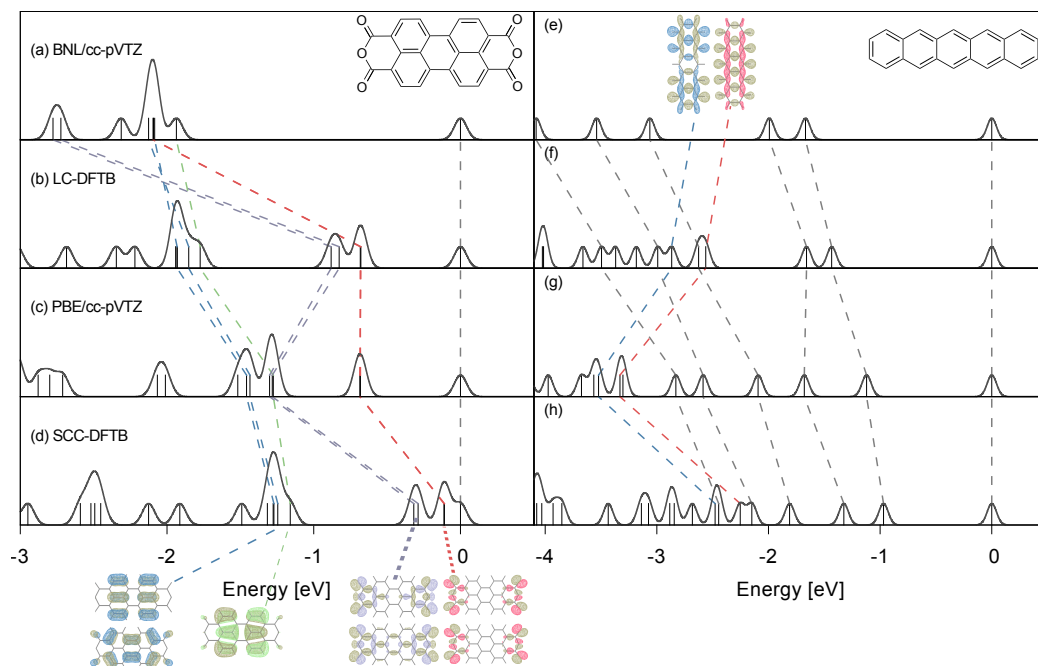 (a) BNL/cc-pVTZ
O O
O O
O O
(e)
(b) LC-DFTB
(f)
(c) PBE/cc-pVTZ
(g)
(d) SCC-DFTB
(h)
-3 -2 -1 0
-4 -3 -2 -1 0
Energy [eV] Energy [eV]